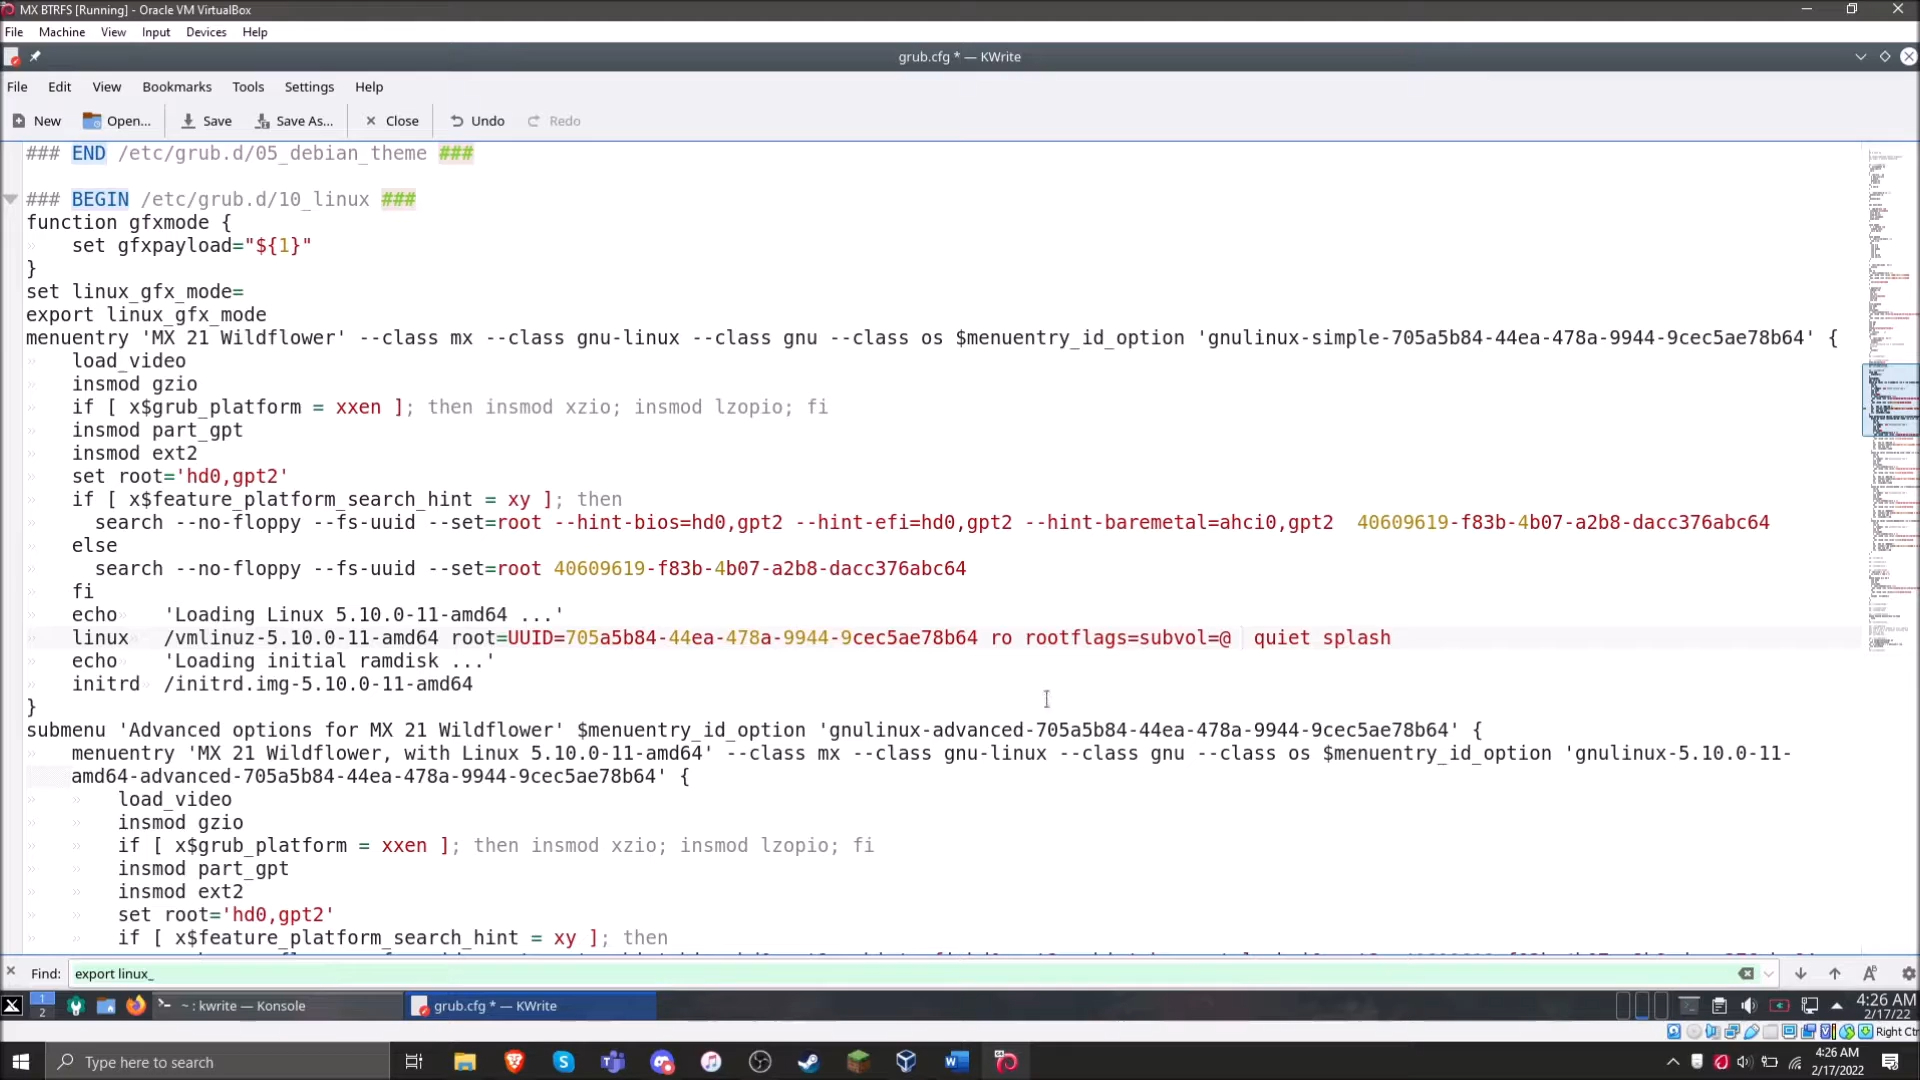 MX BTRFS [Running] - Oracle VM VirtualBox
File Machine View Input Devices Help
grub.cfg * — KWrite
File Edit View Bookmarks Tools Settings Help
New Open... Save Save As... Close Undo Redo
### END /etc/grub.d/05_debian_theme ###
### BEGIN /etc/grub.d/10_linux ###
function gfxmode {
set gfxpayload="${1}"
}
set linux_gfx_mode=
export linux_gfx_mode
menuentry 'MX 21 Wildflower' --class mx --class gnu-linux --class gnu --class os $menuentry_id_option 'gnulinux-simple-705a5b84-44ea-478a-9944-9cec5ae78b64' {
load_video
insmod gzio
if [ x$grub_platform = xxen ]; then insmod xzio; insmod lzopio; fi
insmod part_gpt
insmod ext2
set root='hd0,gpt2'
if [ x$feature_platform_search_hint = xy ]; then
search --no-floppy --fs-uuid --set=root --hint-bios=hd0,gpt2 --hint-efi=hd0,gpt2 --hint-baremetal=ahci0,gpt2  40609619-f83b-4b07-a2b8-dacc376abc64
else
search --no-floppy --fs-uuid --set=root 40609619-f83b-4b07-a2b8-dacc376abc64
fi
echo 'Loading Linux 5.10.0-11-amd64 ...'
linux /vmlinuz-5.10.0-11-amd64 root=UUID=705a5b84-44ea-478a-9944-9cec5ae78b64 ro rootflags=subvol=@  quiet splash
echo 'Loading initial ramdisk ...'
initrd /initrd.img-5.10.0-11-amd64
}
submenu 'Advanced options for MX 21 Wildflower' $menuentry_id_option 'gnulinux-advanced-705a5b84-44ea-478a-9944-9cec5ae78b64' {
menuentry 'MX 21 Wildflower, with Linux 5.10.0-11-amd64' --class mx --class gnu-linux --class gnu --class os $menuentry_id_option 'gnulinux-5.10.0-11-
amd64-advanced-705a5b84-44ea-478a-9944-9cec5ae78b64' {
load_video
insmod gzio
if [ x$grub_platform = xxen ]; then insmod xzio; insmod lzopio; fi
insmod part_gpt
insmod ext2
set root='hd0,gpt2'
if [ x$feature_platform_search_hint = xy ]; then
Find: export linux_
1
2
~ : kwrite — Konsole
grub.cfg * — KWrite
4:26 AM
2/17/22
Right Ctrl
Type here to search
4:26 AM
2/17/2022